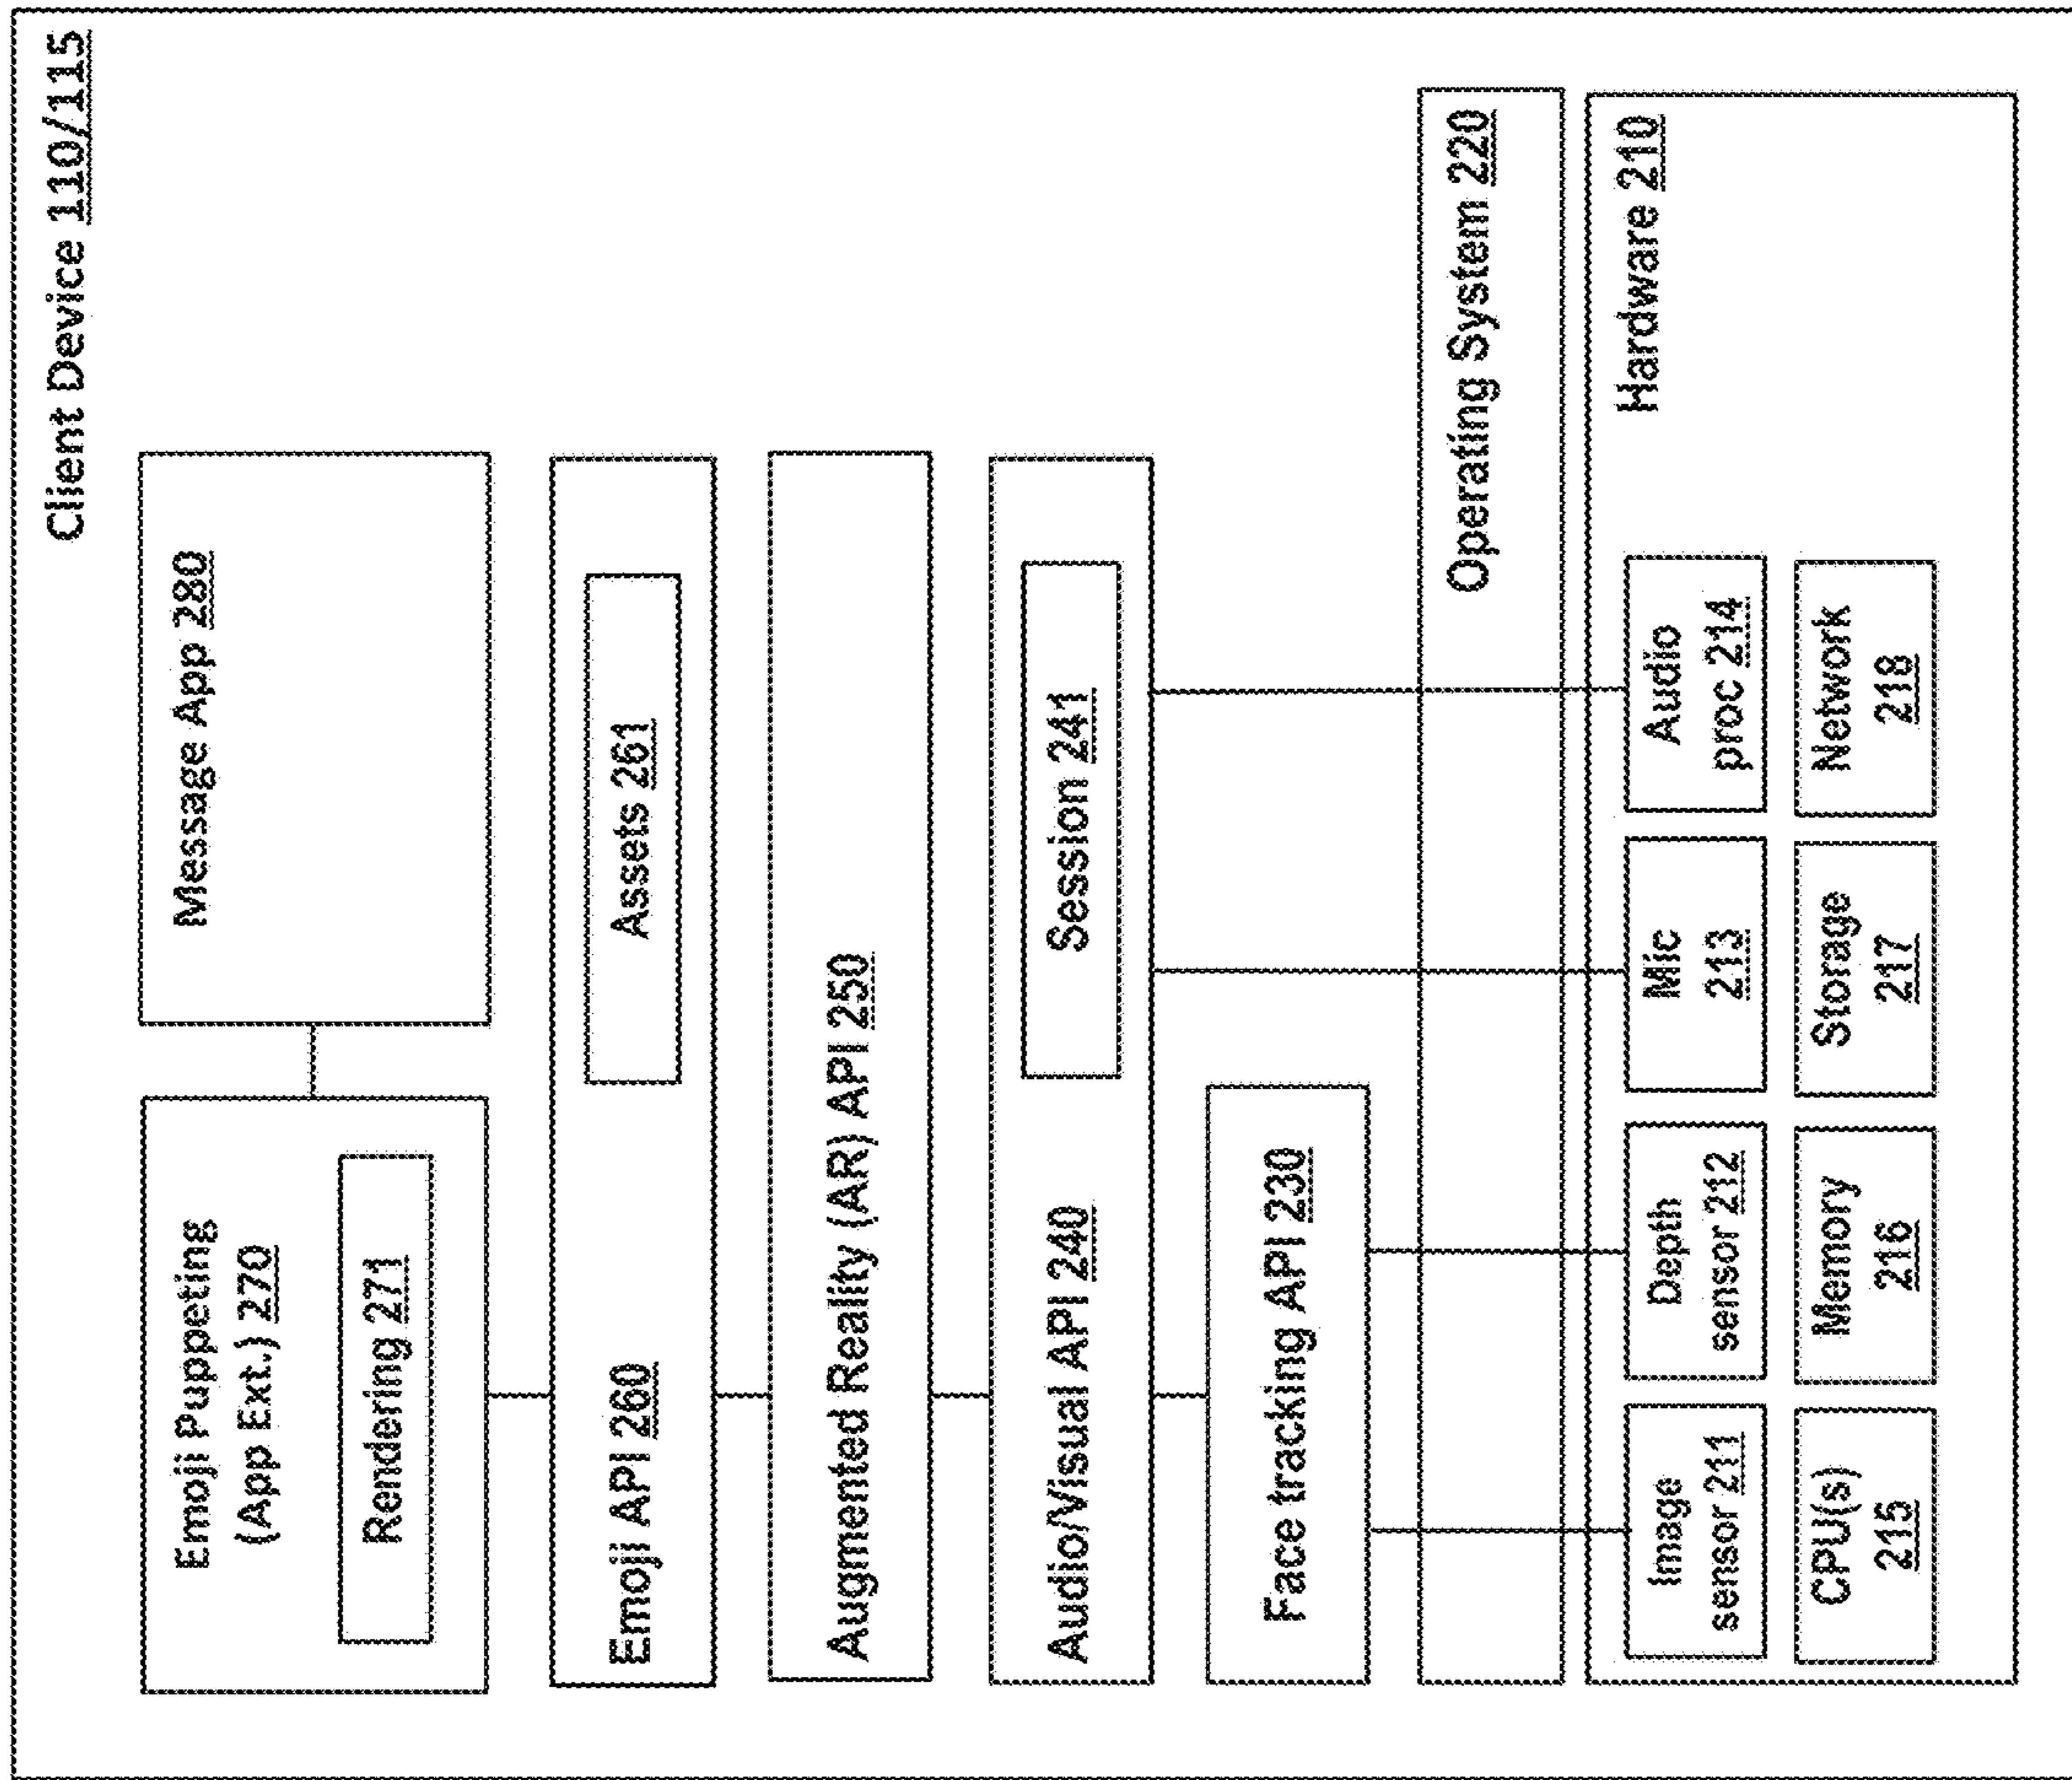 Client Device 110/115
Emoji Puppeting
(App Ext.) 270
Rendering 271
Message App 280
Emoji API 260
Assets 261
Augmented Reality (AR) API 250
Audio/Visual API 240
Session 241
Face tracking API 230
Operating System 220
Hardware 210
Image
sensor 211
Depth
sensor 212
Mic
213
Audio
proc 214
CPU(s)
215
Memory
216
Storage
217
Network
218